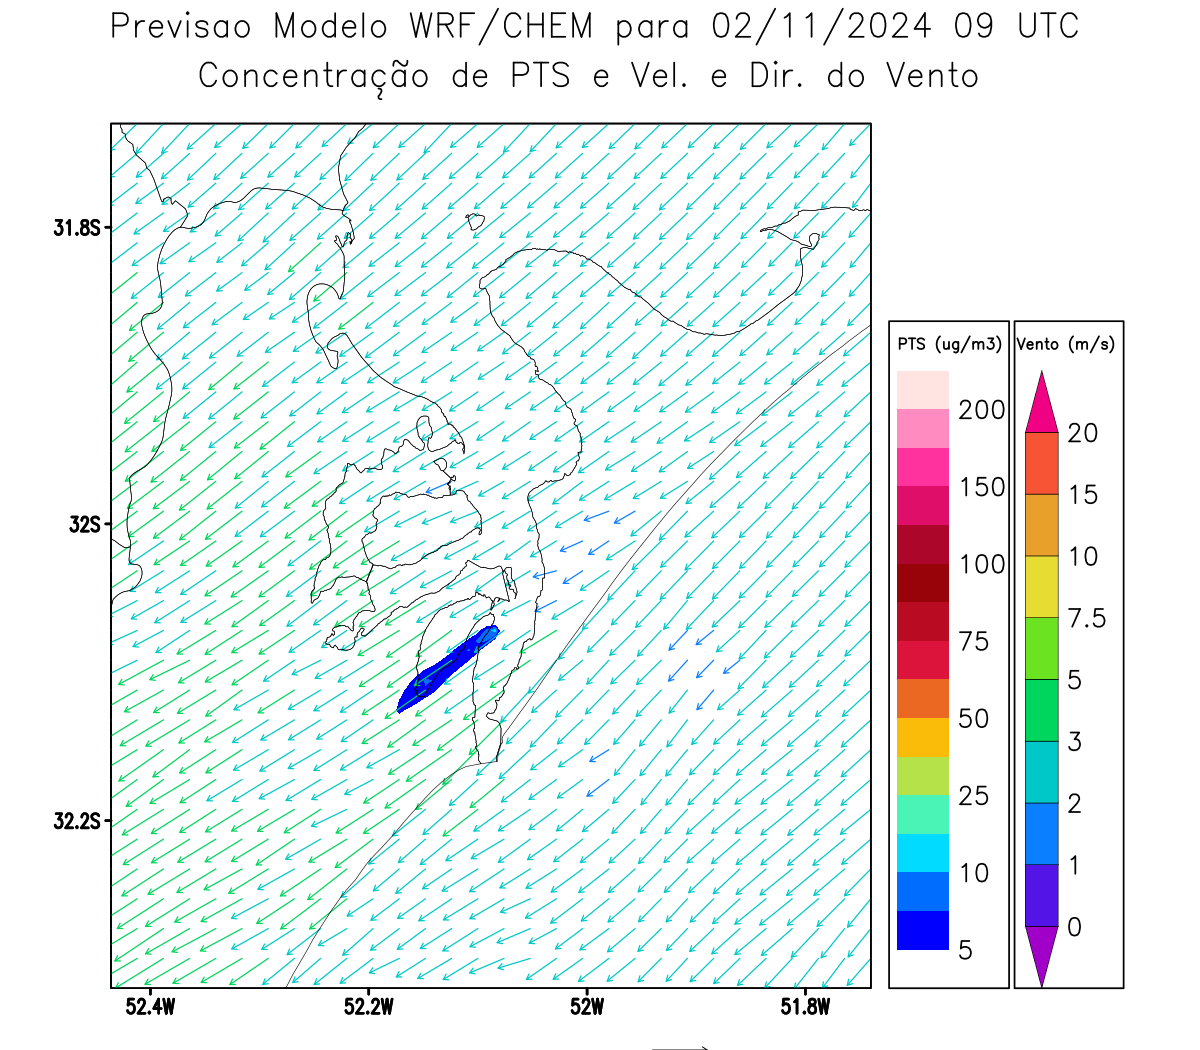 Previsao Modelo WRF/CHEM para 02/11/2024 09 UTC
Concentração de PTS e Vel. e Dir. do Vento
31.8S
32S
32.2S
52.4W 52.2W 52W 51.8W
PTS (ug/m3)
200
150
100
75
50
25
10
5
Vento (m/s)
20
15
10
7.5
5
3
2
1
0